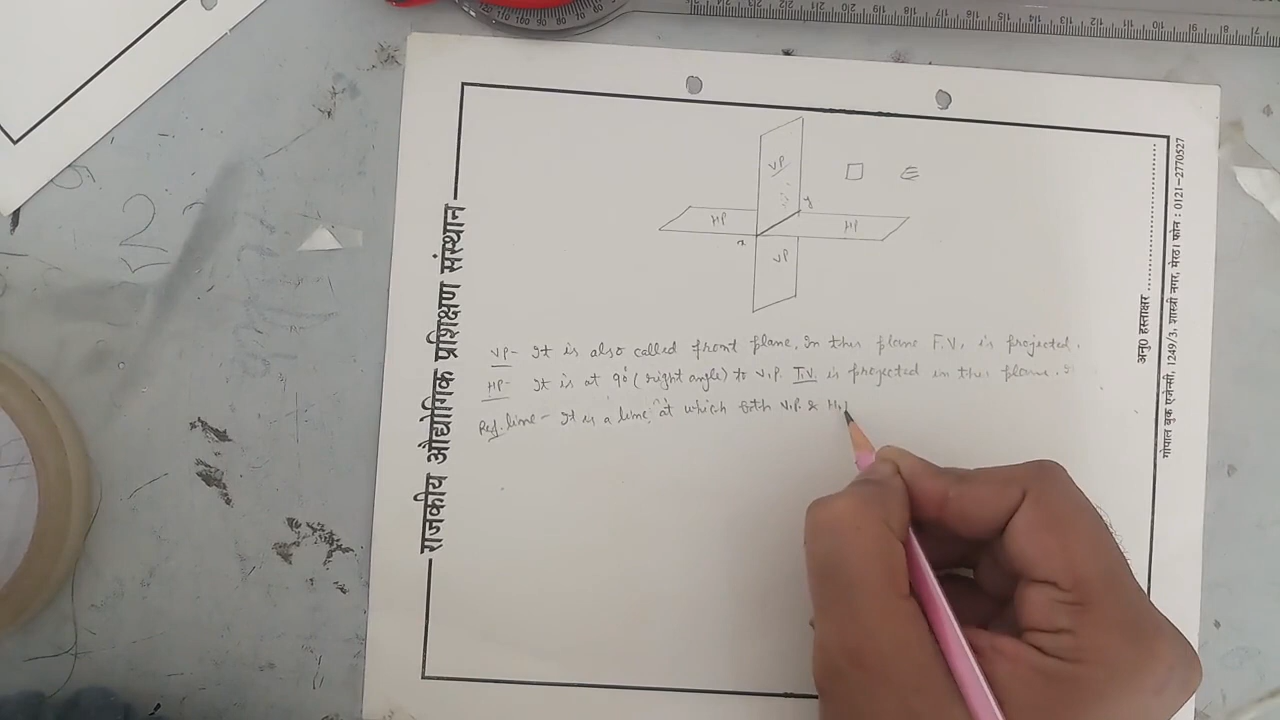 राजकीय औद्योगिक प्रशिक्षण संस्थान
VP
HP
y
HP
x
VP
VP- It is also called front plane. In this plane F.V. is projected.
HP- It is at 90° (right angle) to V.P. T.V. is projected in this plane.
Ref. line - It is a line, at which both V.P. & H.
अनु० हस्ताक्षर
गोपाल बुक एजेन्सी, 1249/3, शास्त्री नगर, मेरठ। फोन : 0121-2770527